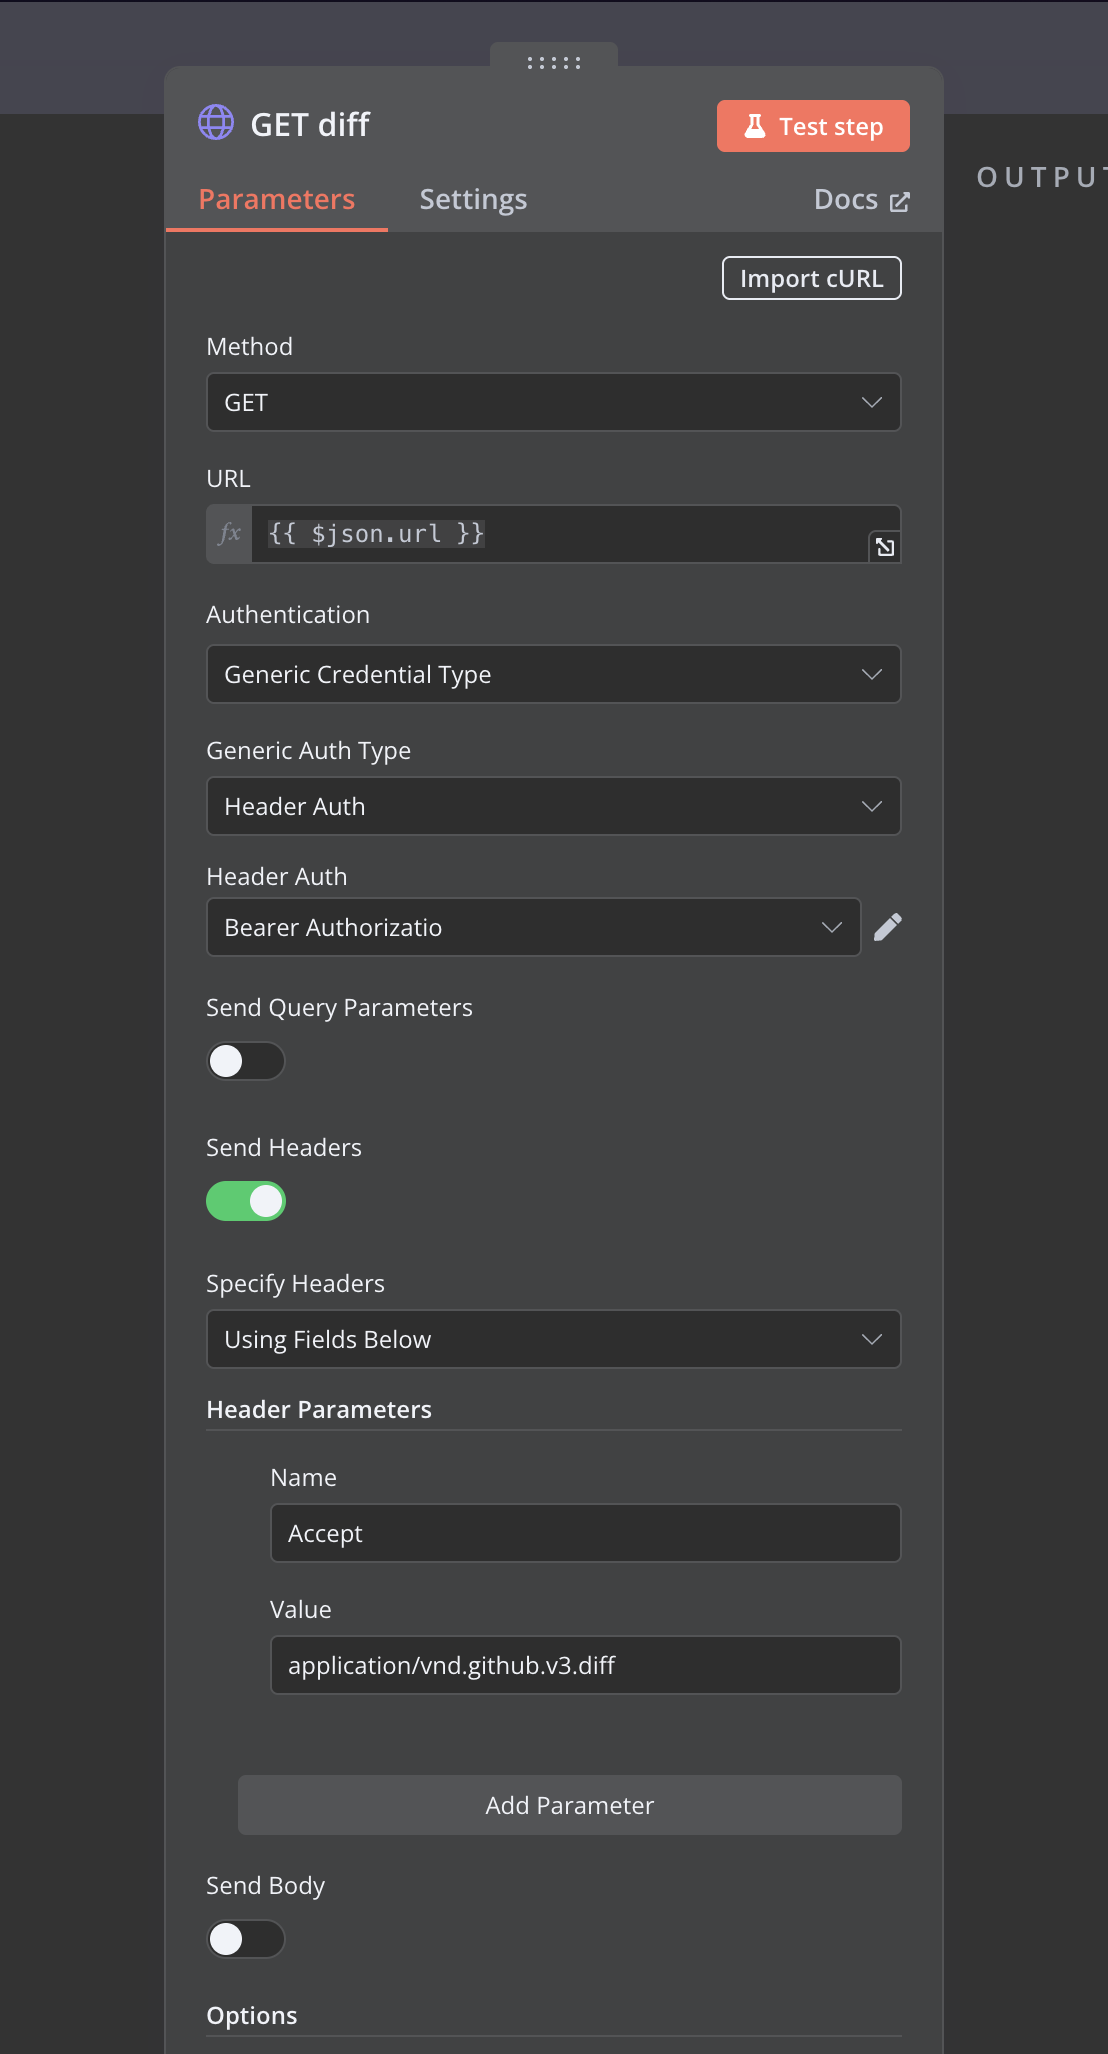 GET diff
Test step
OUTPUT
Parameters
Settings
Docs
Import cURL
Method
GET
URL
fx
{{ $json.url }}
Authentication
Generic Credential Type
Generic Auth Type
Header Auth
Header Auth
Bearer Authorizatio
Send Query Parameters
Send Headers
Specify Headers
Using Fields Below
Header Parameters
Name
Accept
Value
application/vnd.github.v3.diff
Add Parameter
Send Body
Options